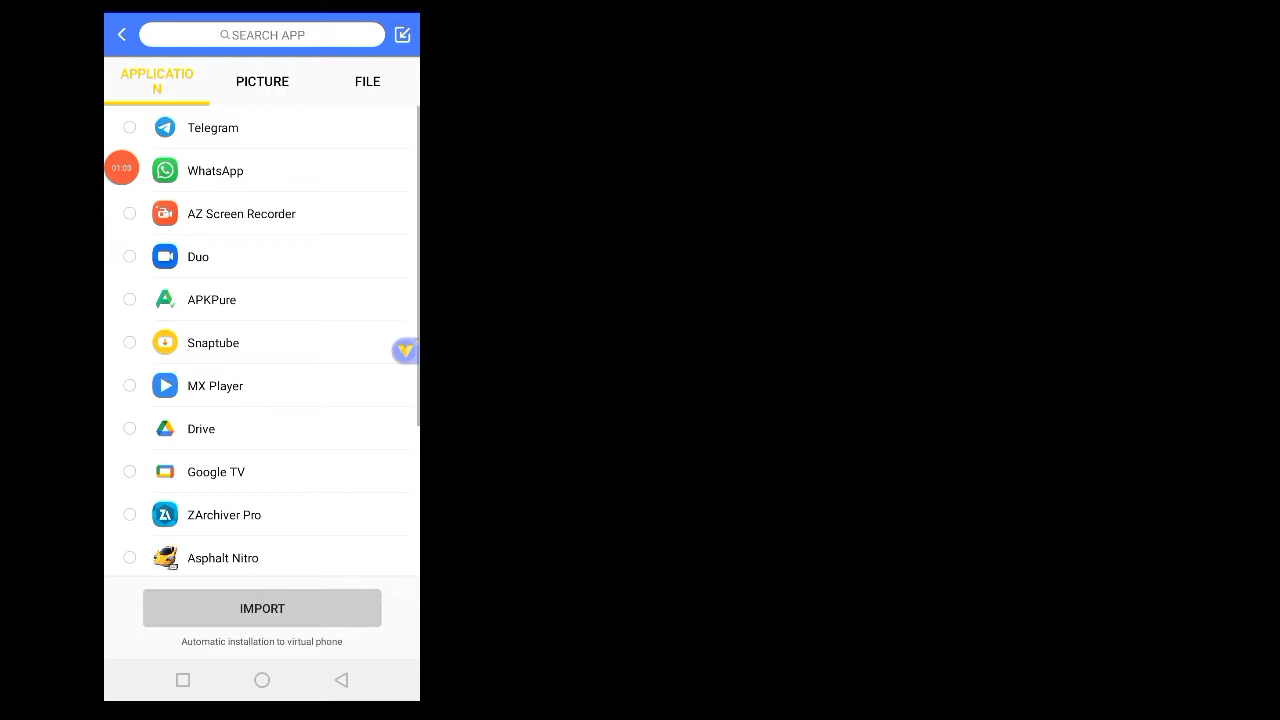 SEARCH APP
APPLICATIO
N
PICTURE
FILE
Telegram
01:03
WhatsApp
AZ Screen Recorder
Duo
APKPure
Snaptube
MX Player
Drive
Google TV
ZArchiver Pro
Asphalt Nitro
IMPORT
Automatic installation to virtual phone